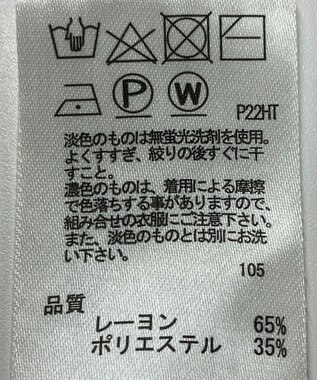 P
W
P22HT
淡色のものは無蛍光洗剤を使用。
よくすすぎ、絞りの後すぐに干
すこと。
濃色のものは、着用による摩擦
で色落ちする事がありますので、
組み合せの衣服にご注意下さい。
また、淡色のものとは別にお洗
い下さい。
105
品質
レーヨン 65%
ポリエステル 35%